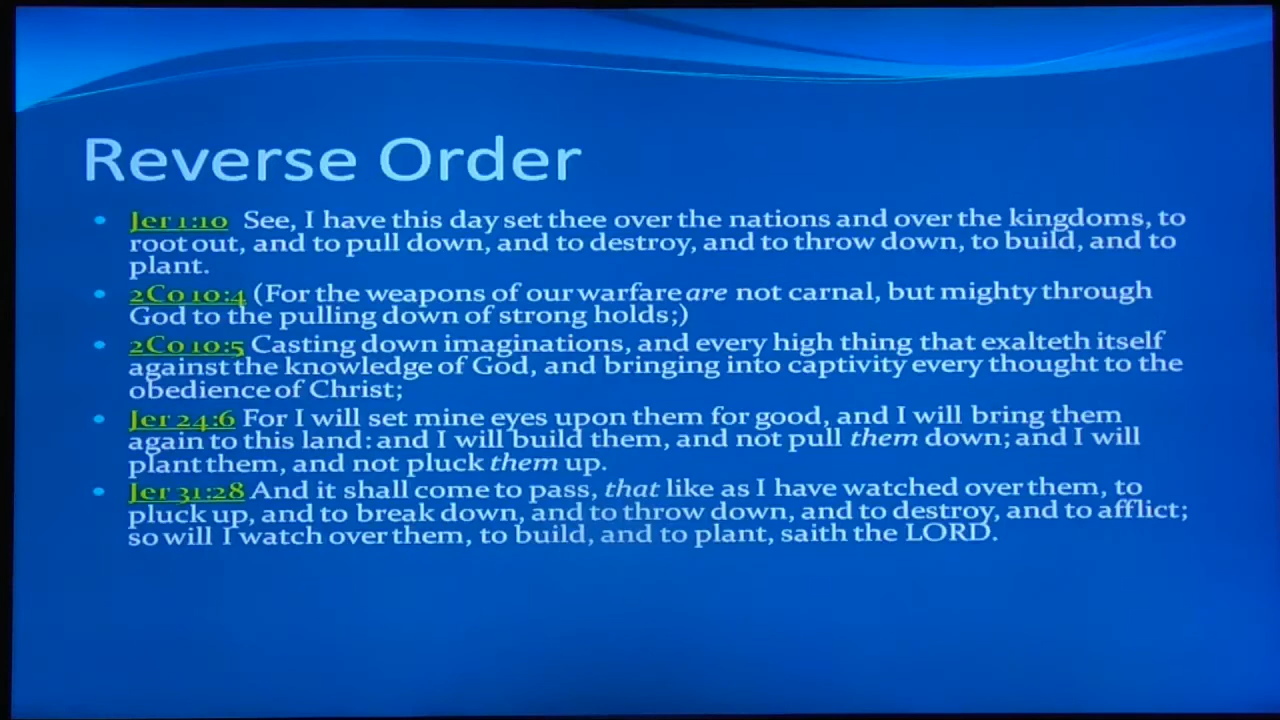 Reverse Order
• Jer 1:10 See, I have this day set thee over the nations and over the kingdoms, to
root out, and to pull down, and to destroy, and to throw down, to build, and to
plant.
• 2Co 10:4 (For the weapons of our warfare are not carnal, but mighty through
God to the pulling down of strong holds;)
• 2Co 10:5 Casting down imaginations, and every high thing that exalteth itself
against the knowledge of God, and bringing into captivity every thought to the
obedience of Christ;
• Jer 24:6 For I will set mine eyes upon them for good, and I will bring them
again to this land: and I will build them, and not pull them down; and I will
plant them, and not pluck them up.
• Jer 31:28 And it shall come to pass, that like as I have watched over them, to
pluck up, and to break down, and to throw down, and to destroy, and to afflict;
so will I watch over them, to build, and to plant, saith the LORD.